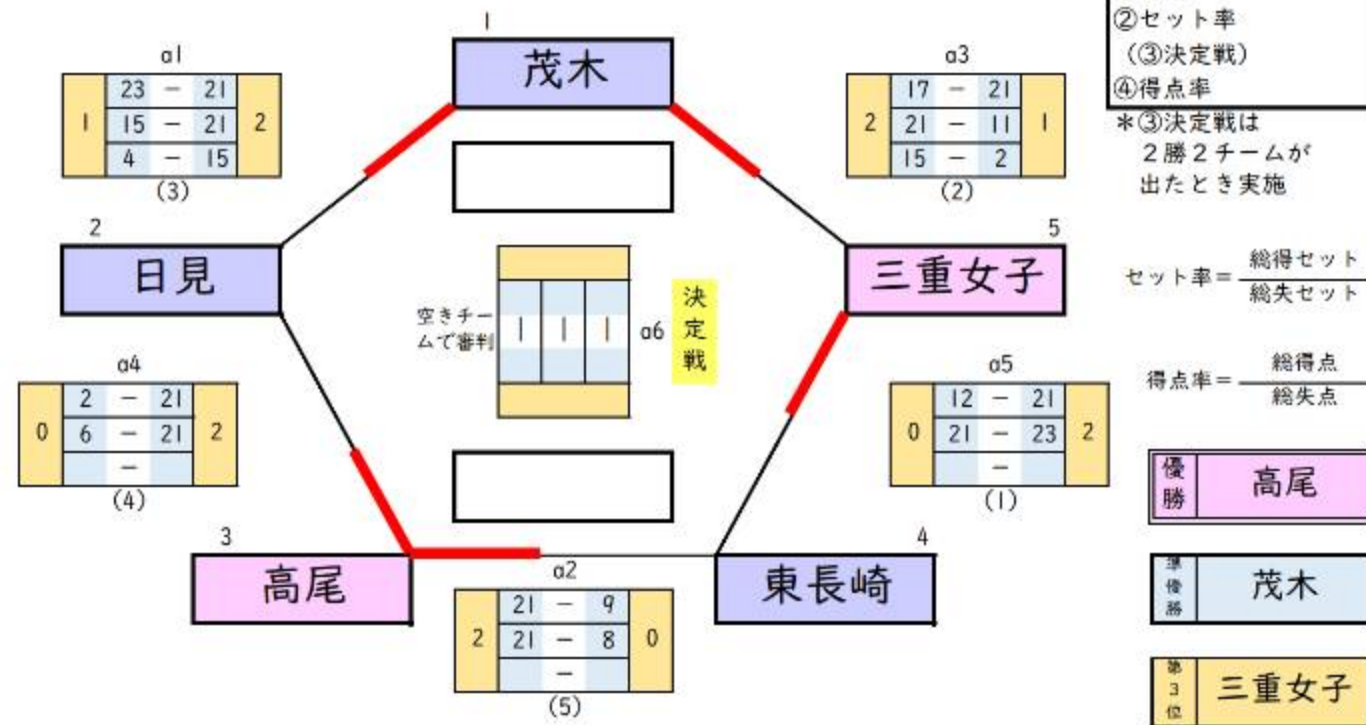 ②セット率
(③決定戦)
④得点率
＊③決定戦は
２勝２チームが
出たとき実施
セット率＝ 総得セット
総失セット
得点率＝ 総得点
総失点
1
茂木
a1
1
23 － 21
15 － 21
4 － 15
2
(3)
a3
2
17 － 21
21 － 11
15 － 2
1
(2)
2
日見
5
三重女子
空きチー
ムで審判
| | |
a6
決定戦
a4
0
2 － 21
6 － 21
－
2
(4)
a5
0
12 － 21
21 － 23
－
2
(1)
3
高尾
4
東長崎
a2
2
21 － 9
21 － 8
－
0
(5)
優勝
高尾
準優勝
茂木
第3位
三重女子